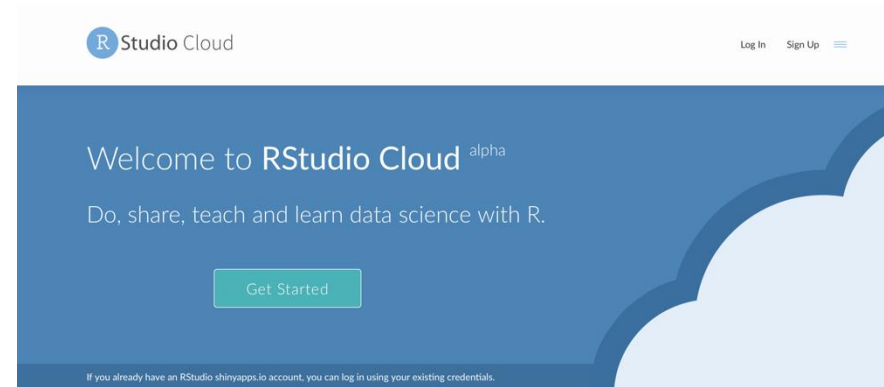 R Studio Cloud
Log In Sign Up
Welcome to RStudio Cloud alpha
Do, share, teach and learn data science with R.
Get Started
If you already have an RStudio shinyapps.io account, you can log in using your existing credentials.